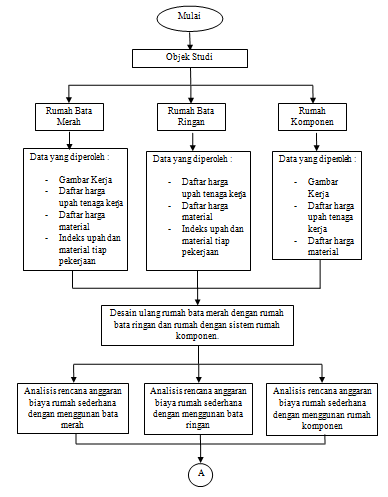 Mulai
Objek Studi
Rumah Bata
Merah
Rumah Bata
Ringan
Rumah
Komponen
Data yang diperoleh :
- Gambar Kerja
- Daftar harga
upah tenaga kerja
- Daftar harga
material
- Indeks upah dan
material tiap
pekerjaan
Data yang diperoleh :
- Daftar harga
upah tenaga kerja
- Daftar harga
material
- Indeks upah dan
material tiap
pekerjaan
Data yang diperoleh :
- Gambar
Kerja
- Daftar harga
upah tenaga
kerja
- Daftar harga
material
Desain ulang rumah bata merah dengan rumah
bata ringan dan rumah dengan sistem rumah
komponen.
Analisis rencana anggaran
biaya rumah sederhana
dengan menggunan bata
merah
Analisis rencana anggaran
biaya rumah sederhana
dengan menggunan bata
ringan
Analisis rencana anggaran
biaya rumah sederhana
dengan menggunan rumah
komponen
A